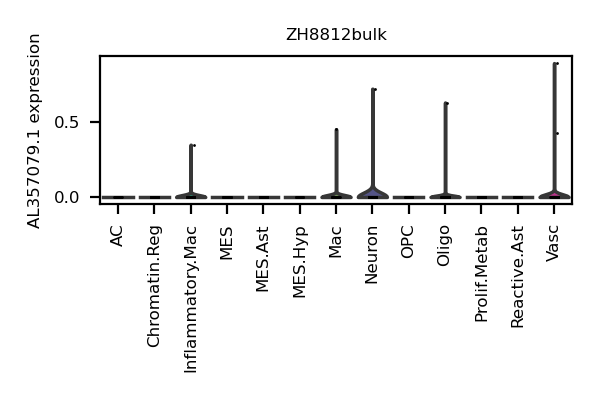 ZH8812bulk
AL357079.1 expression
0.5
0.0
AC
Chromatin.Reg
Inflammatory.Mac
MES
MES.Ast
MES.Hyp
Mac
Neuron
OPC
Oligo
Prolif.Metab
Reactive.Ast
Vasc